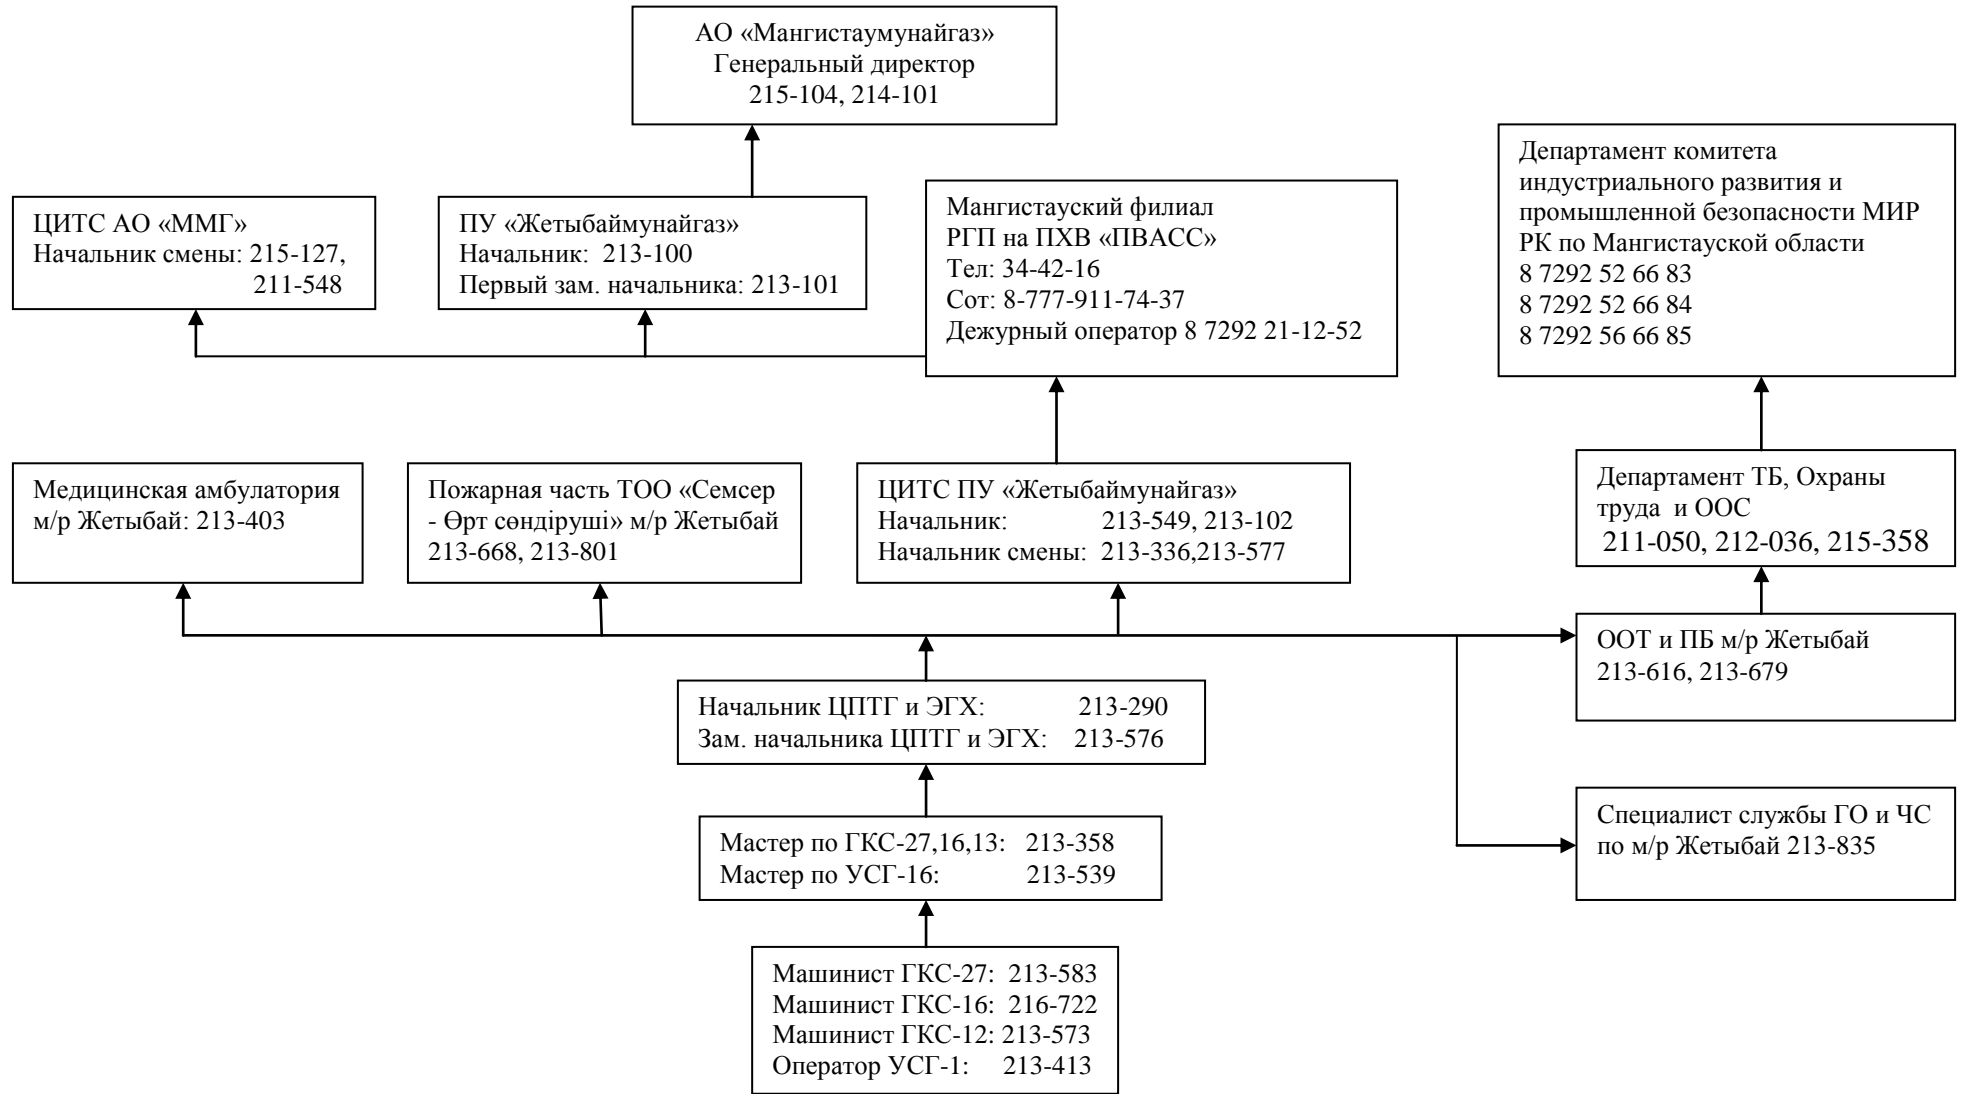 АО «Мангистаумунайгаз»
Генеральный директор
215-104, 214-101
ЦИТС АО «ММГ»
Начальник смены: 215-127,
211-548
ПУ «Жетыбаймунайгаз»
Начальник: 213-100
Первый зам. начальника: 213-101
Мангистауский филиал
РГП на ПХВ «ПВАСС»
Тел: 34-42-16
Сот: 8-777-911-74-37
Дежурный оператор 8 7292 21-12-52
Департамент комитета
индустриального развития и
промышленной безопасности МИР
РК по Мангистауской области
8 7292 52 66 83
8 7292 52 66 84
8 7292 56 66 85
Медицинская амбулатория
м/р Жетыбай: 213-403
Пожарная часть ТОО «Семсер
- Өрт сөндіруші» м/р Жетыбай
213-668, 213-801
ЦИТС ПУ «Жетыбаймунайгаз»
Начальник: 213-549, 213-102
Начальник смены: 213-336,213-577
Департамент ТБ, Охраны
труда и ООС
211-050, 212-036, 215-358
ООТ и ПБ м/р Жетыбай
213-616, 213-679
Начальник ЦПТГ и ЭГХ: 213-290
Зам. начальника ЦПТГ и ЭГХ: 213-576
Специалист службы ГО и ЧС
по м/р Жетыбай 213-835
Мастер по ГКС-27,16,13: 213-358
Мастер по УСГ-16: 213-539
Машинист ГКС-27: 213-583
Машинист ГКС-16: 216-722
Машинист ГКС-12: 213-573
Оператор УСГ-1: 213-413